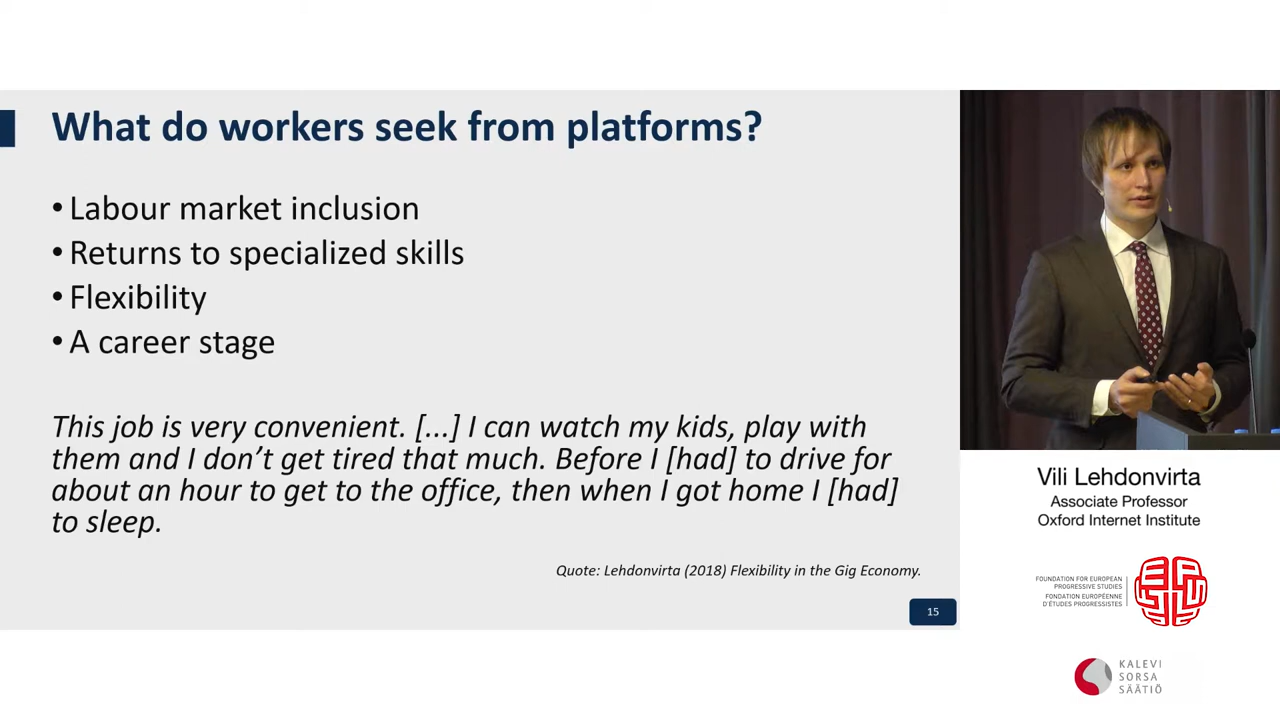 What do workers seek from platforms?
• Labour market inclusion
• Returns to specialized skills
• Flexibility
• A career stage
This job is very convenient. [...] I can watch my kids, play with
them and I don't get tired that much. Before I [had] to drive for
about an hour to get to the office, then when I got home I [had]
to sleep.
Quote: Lehdonvirta (2018) Flexibility in the Gig Economy.
15
Vili Lehdonvirta
Associate Professor
Oxford Internet Institute
FOUNDATION FOR EUROPEAN
PROGRESSIVE STUDIES
FONDATION EUROPÉENNE
D'ÉTUDES PROGRESSISTES
KALEVI
SORSA
SÄÄTIÖ